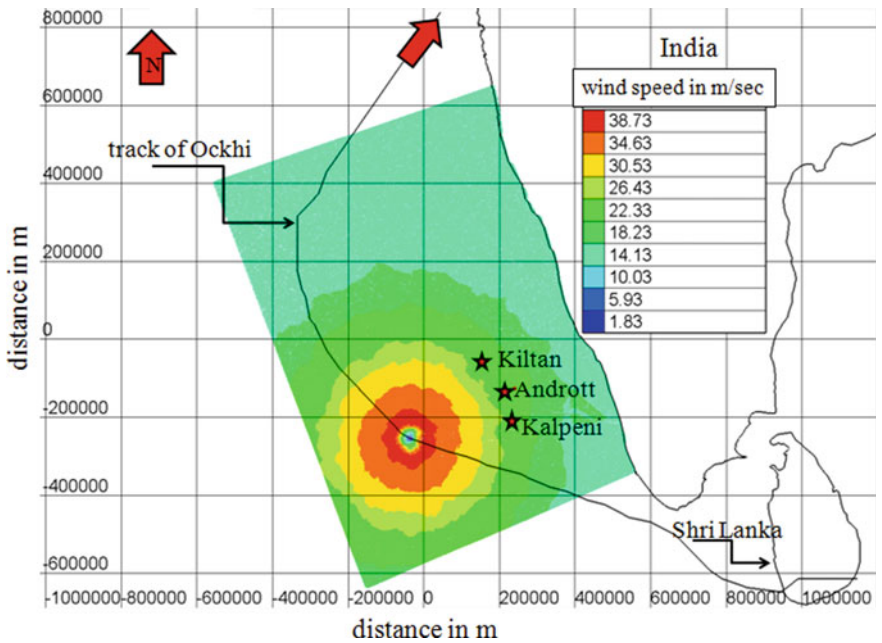 800000
India
N
wind speed in m/sec
600000
38.73
34.63
track of Ockhi
30.53
400000
26.43
22.33
18.23
14.13
200000
10.03
5.93
1.83
distance in m
0
Kiltan
Andrott
-200000
Kalpeni
-400000
Shri Lanka
-600000
-1000000 -800000 -400000 -200000 0 200000 400000 600000 800000 1000000
distance in m